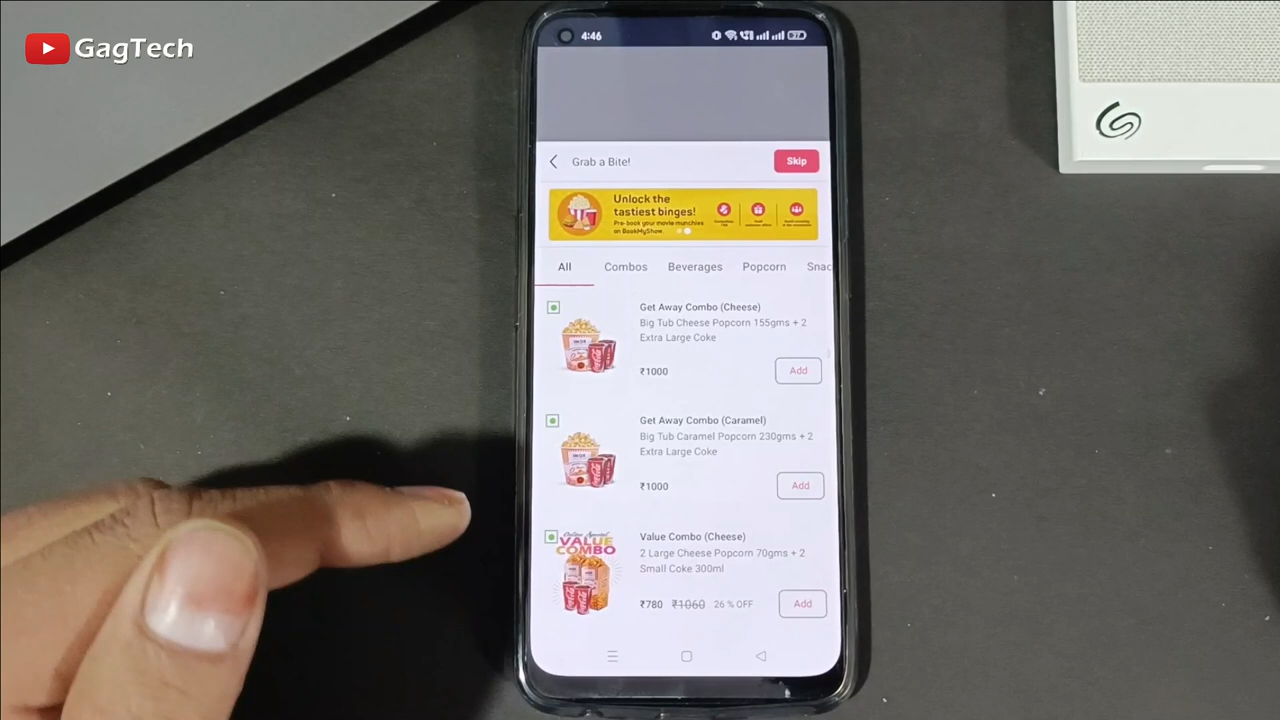 GagTech
4:46
Grab a Bite!
Skip
Unlock the
tastiest binges!
Pre-book your movie munchies
on BookMyShow.
All
Combos
Beverages
Popcorn
Snac
Get Away Combo (Cheese)
Big Tub Cheese Popcorn 155gms + 2
Extra Large Coke
₹1000
Add
Get Away Combo (Caramel)
Big Tub Caramel Popcorn 230gms + 2
Extra Large Coke
₹1000
Add
VALUE
COMBO
Value Combo (Cheese)
2 Large Cheese Popcorn 70gms + 2
Small Coke 300ml
₹780 ₹1060 26 % OFF
Add